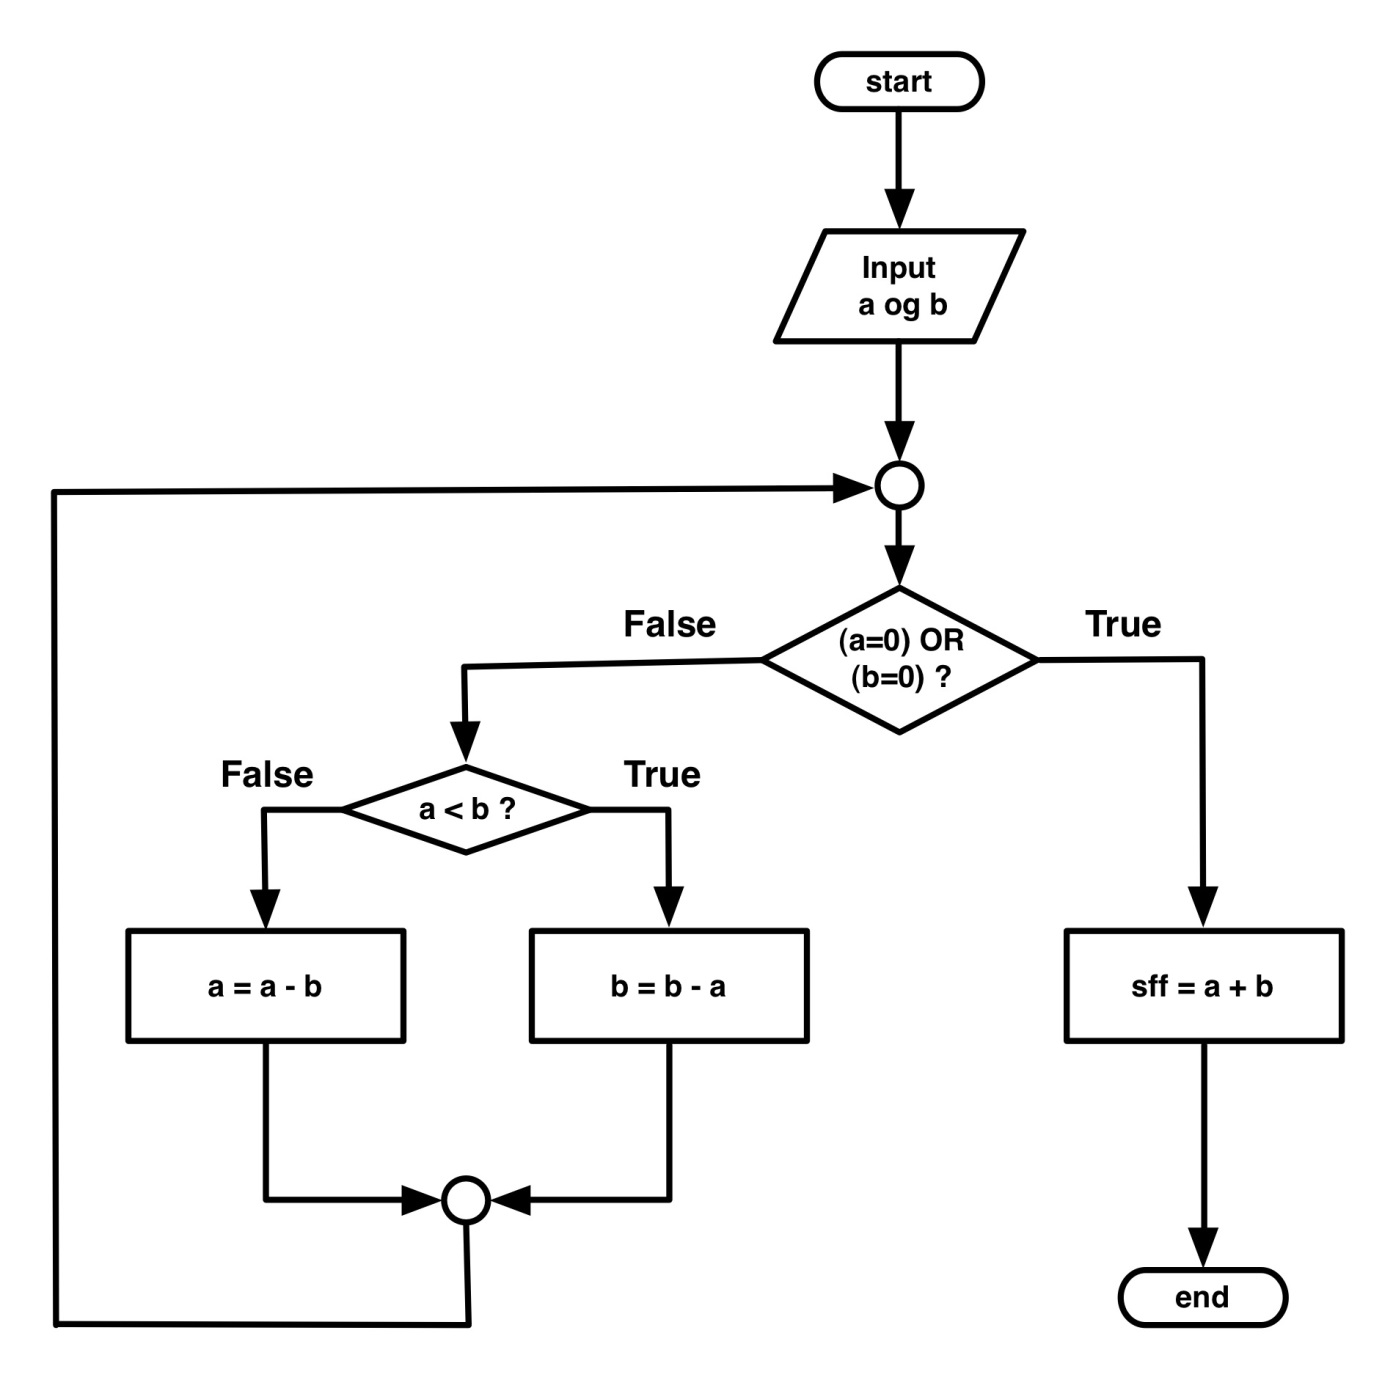 start
Input
a og b
(a=0) OR
(b=0) ?
False
True
a < b ?
False
True
a = a - b
b = b - a
sff = a + b
end